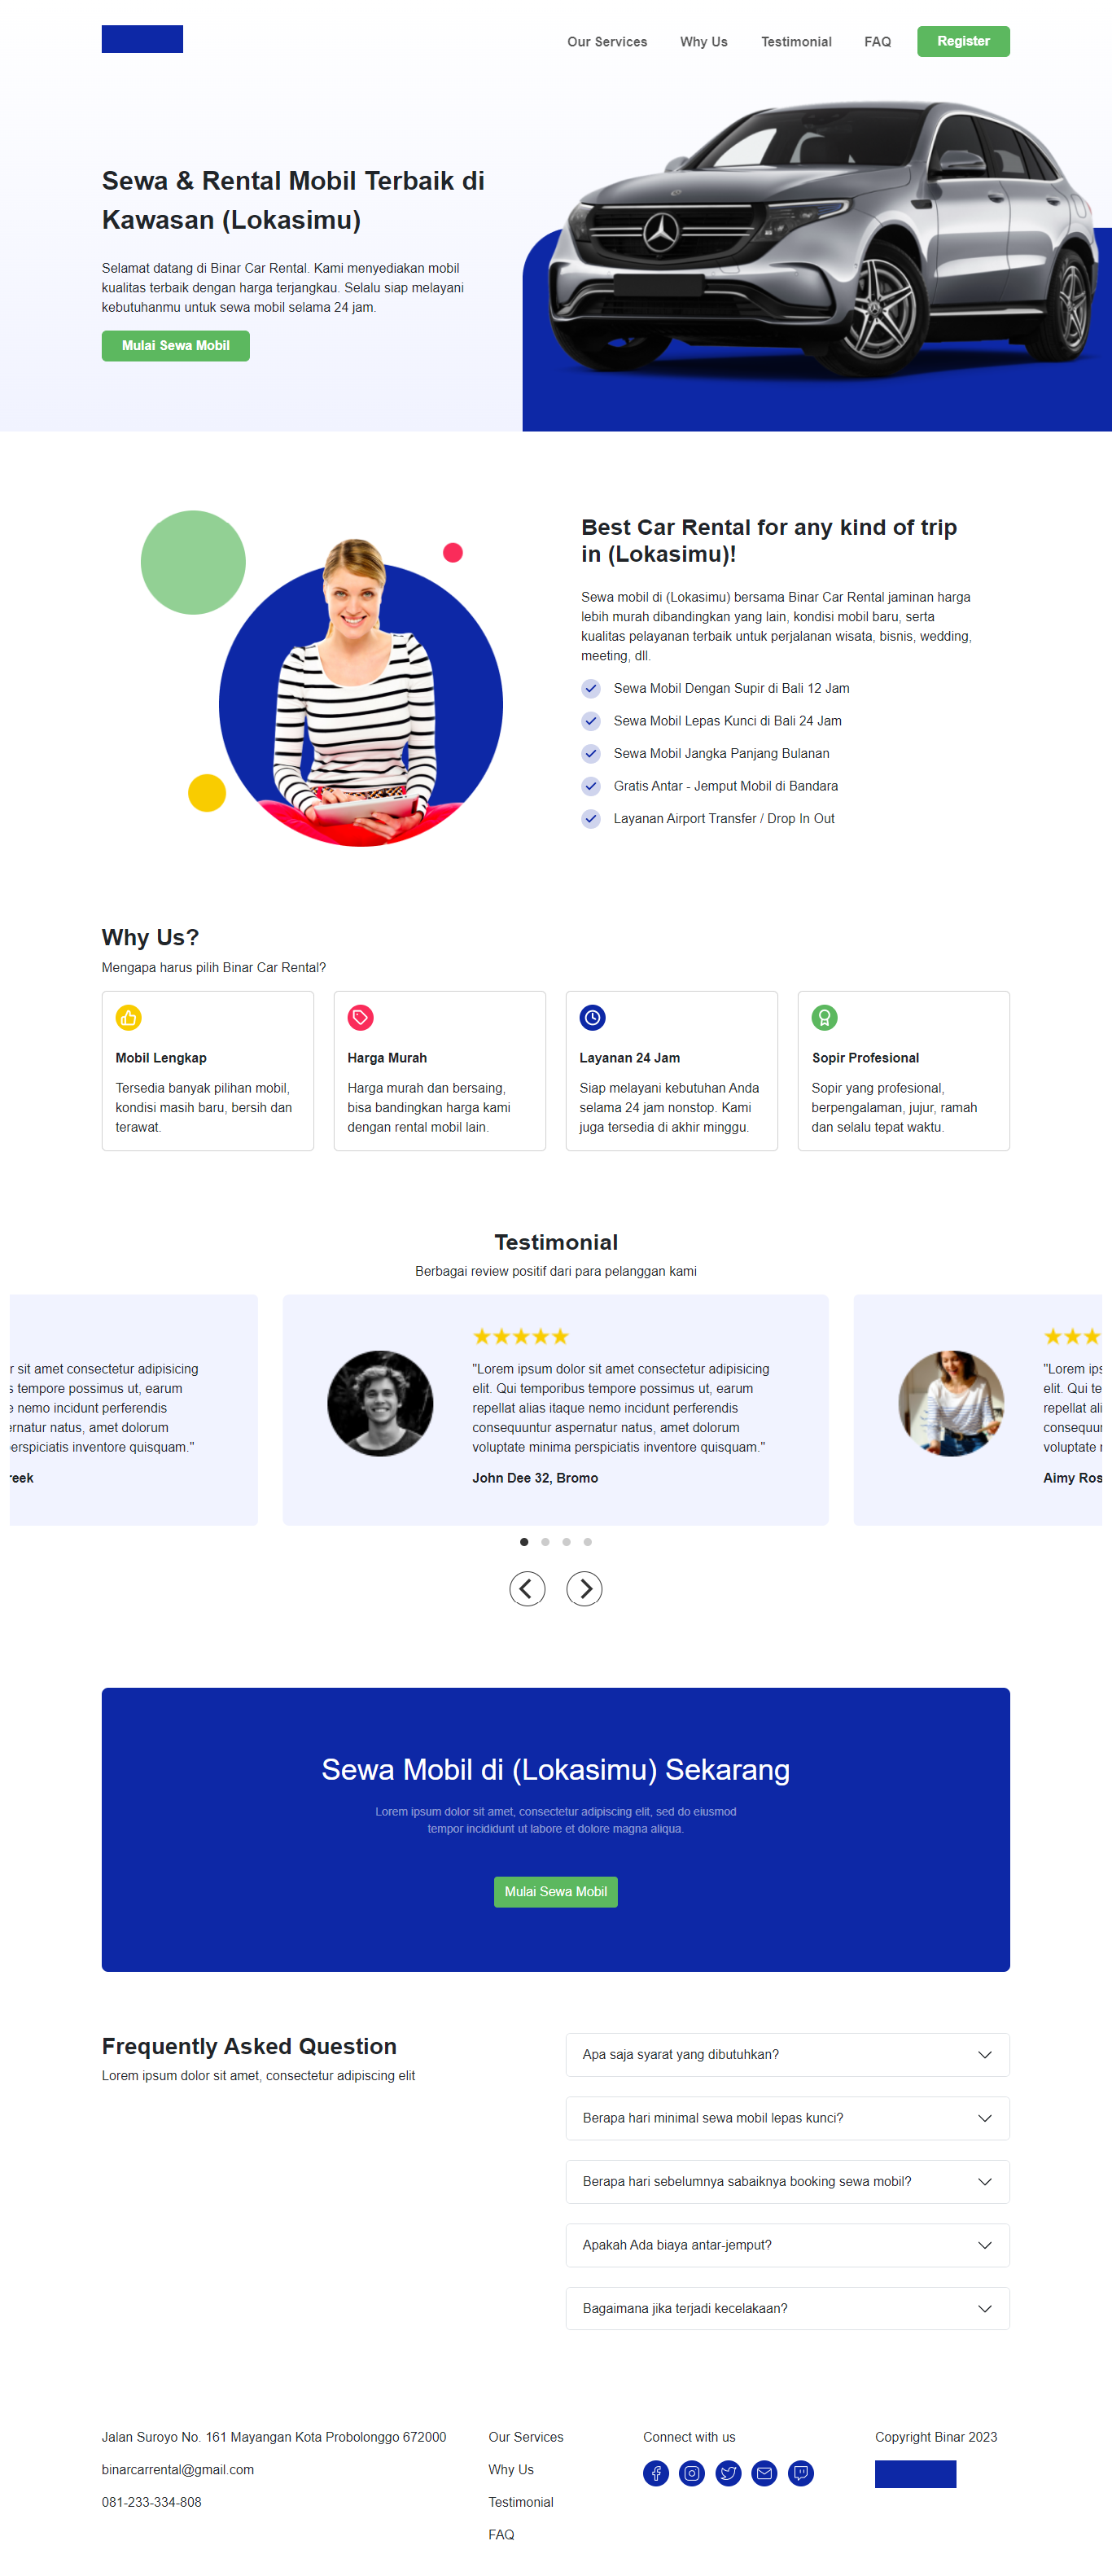 Our Services
Why Us
Testimonial
FAQ
Register
Sewa & Rental Mobil Terbaik di
Kawasan (Lokasimu)
Selamat datang di Binar Car Rental. Kami menyediakan mobil
kualitas terbaik dengan harga terjangkau. Selalu siap melayani
kebutuhanmu untuk sewa mobil selama 24 jam.
Mulai Sewa Mobil
Best Car Rental for any kind of trip
in (Lokasimu)!
Sewa mobil di (Lokasimu) bersama Binar Car Rental jaminan harga
lebih murah dibandingkan yang lain, kondisi mobil baru, serta
kualitas pelayanan terbaik untuk perjalanan wisata, bisnis, wedding,
meeting, dll.
Sewa Mobil Dengan Supir di Bali 12 Jam
Sewa Mobil Lepas Kunci di Bali 24 Jam
Sewa Mobil Jangka Panjang Bulanan
Gratis Antar - Jemput Mobil di Bandara
Layanan Airport Transfer / Drop In Out
Why Us?
Mengapa harus pilih Binar Car Rental?
Mobil Lengkap
Tersedia banyak pilihan mobil,
kondisi masih baru, bersih dan
terawat.
Harga Murah
Harga murah dan bersaing,
bisa bandingkan harga kami
dengan rental mobil lain.
Layanan 24 Jam
Siap melayani kebutuhan Anda
selama 24 jam nonstop. Kami
juga tersedia di akhir minggu.
Sopir Profesional
Sopir yang profesional,
berpengalaman, jujur, ramah
dan selalu tepat waktu.
Testimonial
Berbagai review positif dari para pelanggan kami
r sit amet consectetur adipisicing
s tempore possimus ut, earum
e nemo incidunt perferendis
ernatur natus, amet dolorum
erspiciatis inventore quisquam."
reek
"Lorem ipsum dolor sit amet consectetur adipisicing
elit. Qui temporibus tempore possimus ut, earum
repellat alias itaque nemo incidunt perferendis
consequuntur aspernatur natus, amet dolorum
voluptate minima perspiciatis inventore quisquam."
John Dee 32, Bromo
"Lorem ips
elit. Qui te
repellat ali
consequu
voluptate
Aimy Ros
Sewa Mobil di (Lokasimu) Sekarang
Lorem ipsum dolor sit amet, consectetur adipiscing elit, sed do eiusmod
tempor incididunt ut labore et dolore magna aliqua.
Mulai Sewa Mobil
Frequently Asked Question
Lorem ipsum dolor sit amet, consectetur adipiscing elit
Apa saja syarat yang dibutuhkan?
Berapa hari minimal sewa mobil lepas kunci?
Berapa hari sebelumnya sabaiknya booking sewa mobil?
Apakah Ada biaya antar-jemput?
Bagaimana jika terjadi kecelakaan?
Jalan Suroyo No. 161 Mayangan Kota Probolonggo 672000
binarcarrental@gmail.com
081-233-334-808
Our Services
Why Us
Testimonial
FAQ
Connect with us
Copyright Binar 2023